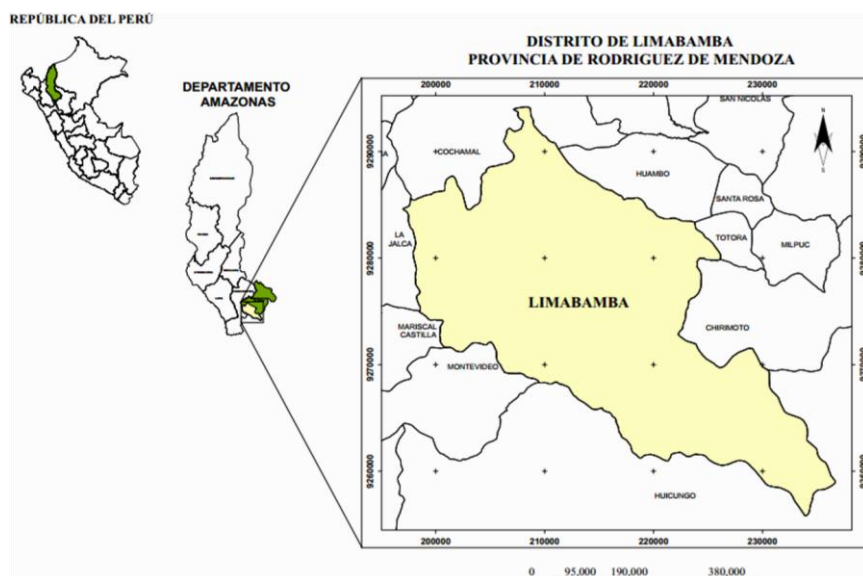 REPÚBLICA DEL PERÚ
DEPARTAMENTO
AMAZONAS
DISTRITO DE LIMABAMBA
PROVINCIA DE RODRIGUEZ DE MENDOZA
200000 210000 220000 230000
SAN NICOLAS
N
9290000
COCHAMAL
HUAMBO
SANTA ROSA
S
LA
JALCA
TOTORA
MILPUC
9280000
LIMABAMBA
MARISCAL
CASTILLA
CHIRIMOTO
MONTEVIDEO
9270000
9260000
HUICUNGO
200000 210000 220000 230000
0 95,000 190,000 380,000